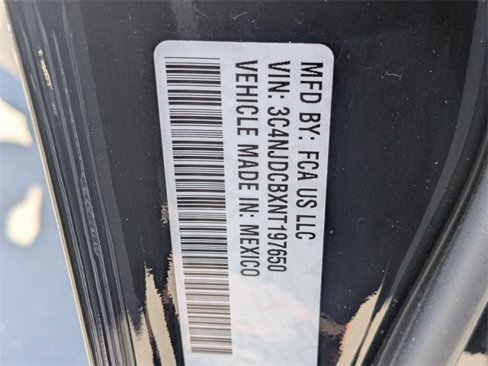 MFD BY: FCA US LLC
VIN: 3C4NJDCBXNT197650
VEHICLE MADE IN: MEXICO